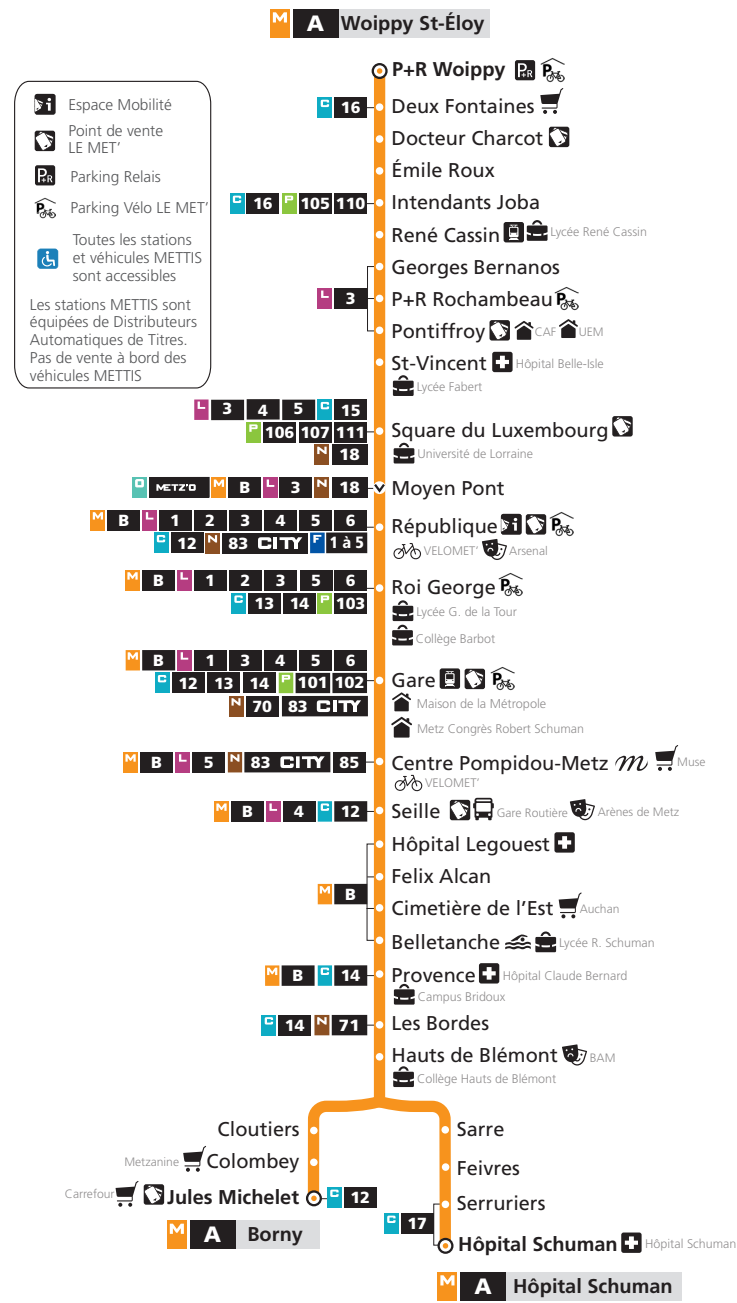 M A Woippy St-Éloy
P+R Woippy P+R P
Espace Mobilité
Point de vente
LE MET'
P+R Parking Relais
P Parking Vélo LE MET'
Toutes les stations
et véhicules METTIS
sont accessibles
Les stations METTIS sont
équipées de Distributeurs
Automatiques de Titres.
Pas de vente à bord des
véhicules METTIS
C 16 Deux Fontaines
Docteur Charcot
Émile Roux
C 16 P 105 110 Intendants Joba
René Cassin Lycée René Cassin
Georges Bernanos
L 3 P+R Rochambeau P
Pontiffroy CAF UEM
St-Vincent Hôpital Belle-Isle
Lycée Fabert
L 3 4 5 C 15
P 106 107 111 Square du Luxembourg
N 18 Université de Lorraine
O METZ'O M B L 3 N 18 Moyen Pont
M B L 1 2 3 4 5 6 République i P
C 12 N 83 CITY F 1 à 5 VELOMET' Arsenal
M B L 1 2 3 5 6 Roi George P
C 13 14 P 103 Lycée G. de la Tour
Collège Barbot
M B L 1 3 4 5 6
C 12 13 14 P 101 102 Gare P
N 70 83 CITY Maison de la Métropole
Metz Congrès Robert Schuman
M B L 5 N 83 CITY 85 Centre Pompidou-Metz m Muse
VELOMET'
M B L 4 C 12 Seille Gare Routière Arènes de Metz
Hôpital Legouest
Felix Alcan
M B Cimetière de l'Est Auchan
Belletanche Lycée R. Schuman
M B C 14 Provence Hôpital Claude Bernard
Campus Bridoux
C 14 N 71 Les Bordes
Hauts de Blémont BAM
Collège Hauts de Blémont
Cloutiers
Metzanine Colombey
Carrefour Jules Michelet C 12
M A Borny
Sarre
Feivres
Serruriers
C 17
Hôpital Schuman Hôpital Schuman
M A Hôpital Schuman